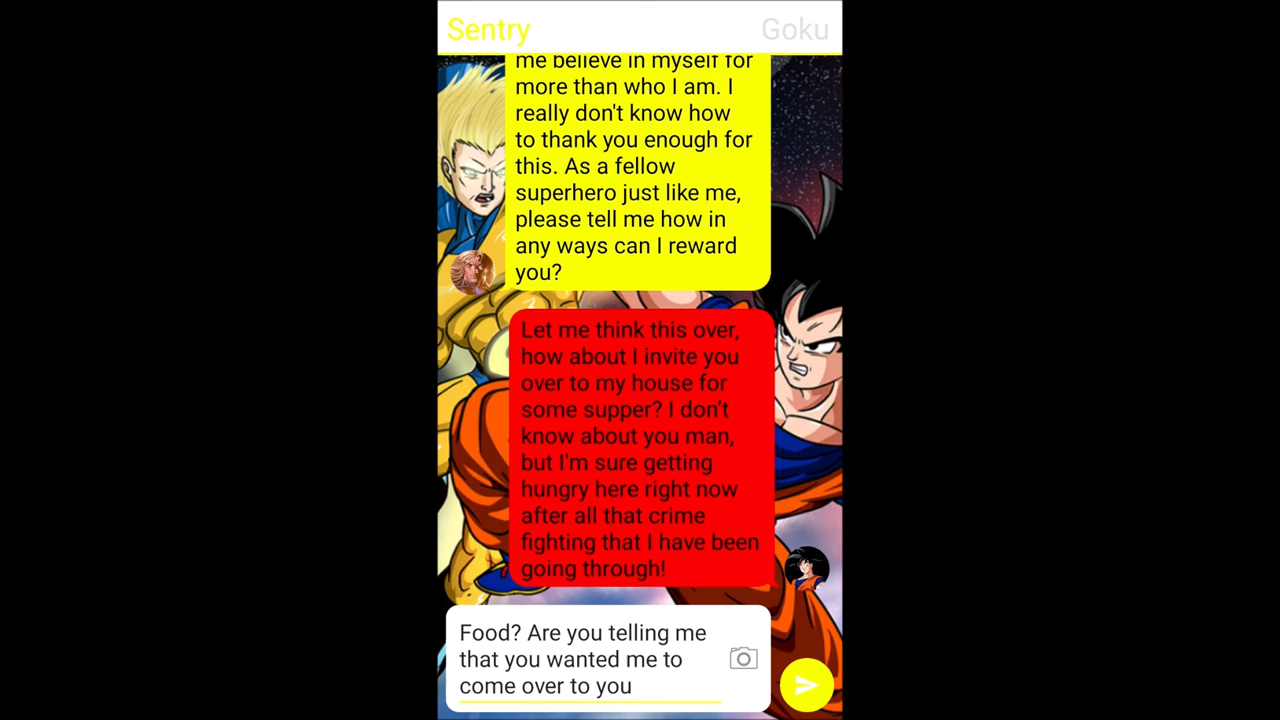 Sentry
Goku
me believe in myself for
more than who I am. I
really don't know how
to thank you enough for
this. As a fellow
superhero just like me,
please tell me how in
any ways can I reward
you?
Let me think this over,
how about I invite you
over to my house for
some supper? I don’t
know about you man,
but I'm sure getting
hungry here right now
after all that crime
fighting that I have been
going through!
Food? Are you telling me
that you wanted me to
come over to you